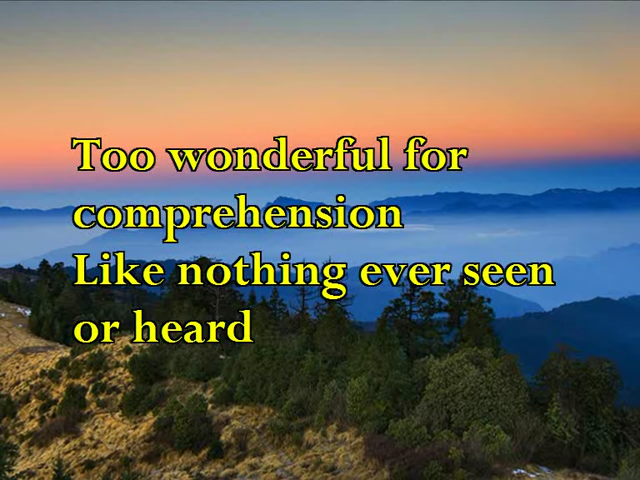 Too wonderful for
comprehension
Like nothing ever seen
or heard